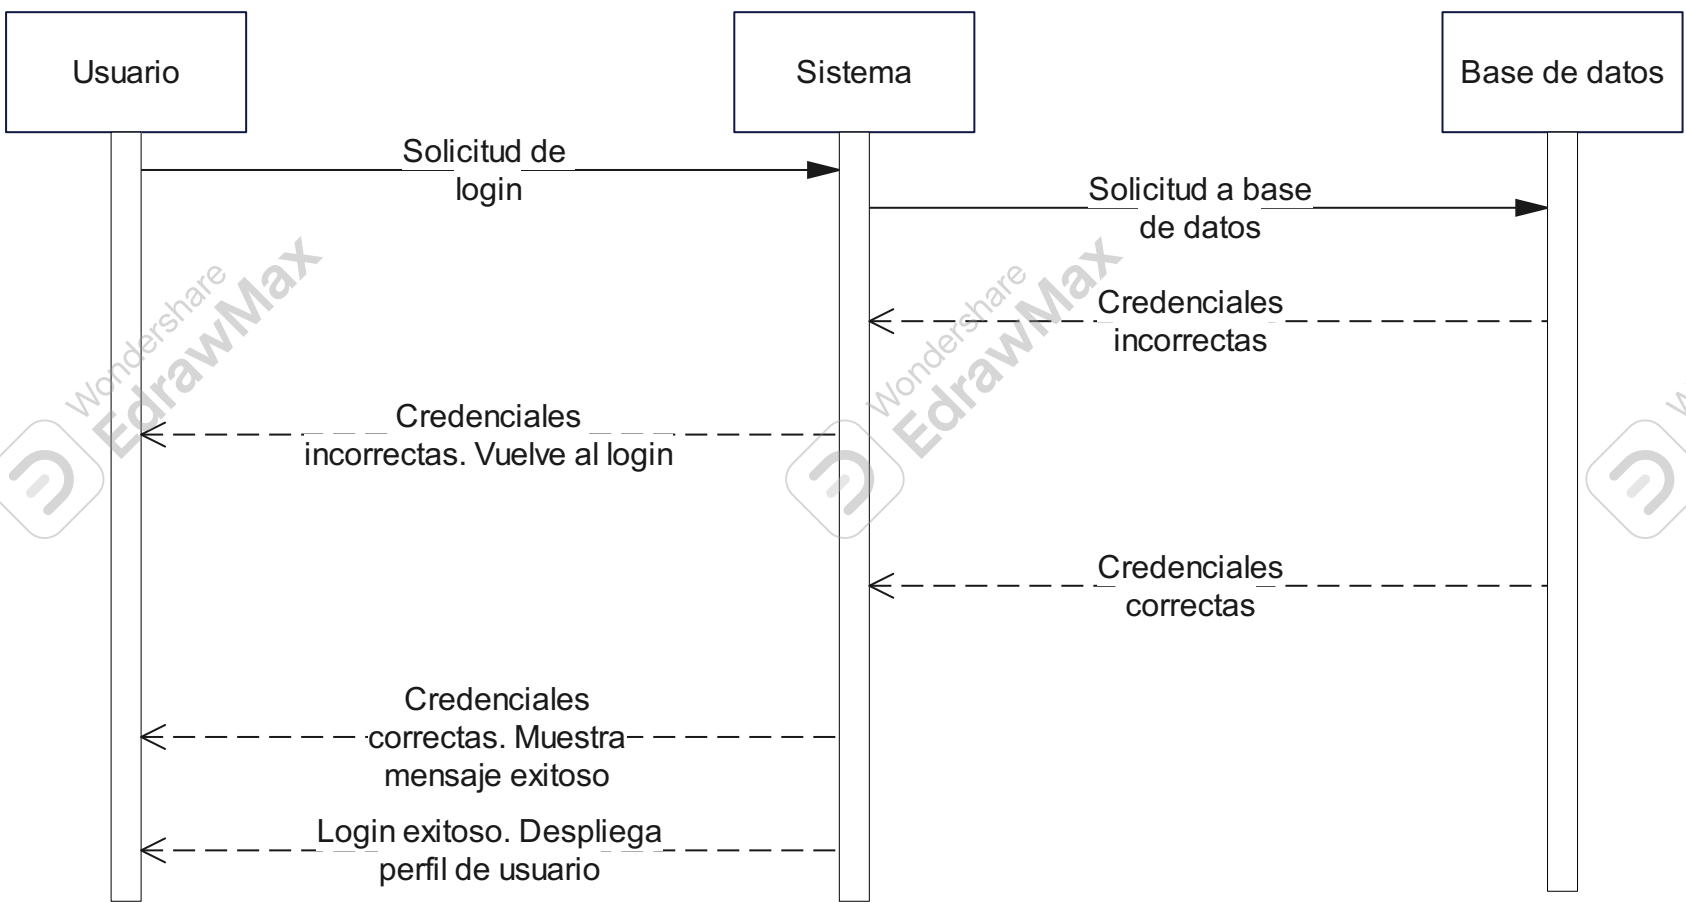 Usuario
Sistema
Base de datos
Solicitud de
login
Solicitud a base
de datos
Credenciales
incorrectas
Credenciales
incorrectas. Vuelve al login
Credenciales
correctas
Credenciales
correctas. Muestra
mensaje exitoso
Login exitoso. Despliega
perfil de usuario
Wondershare
EdrawMax
Wondershare
EdrawMax